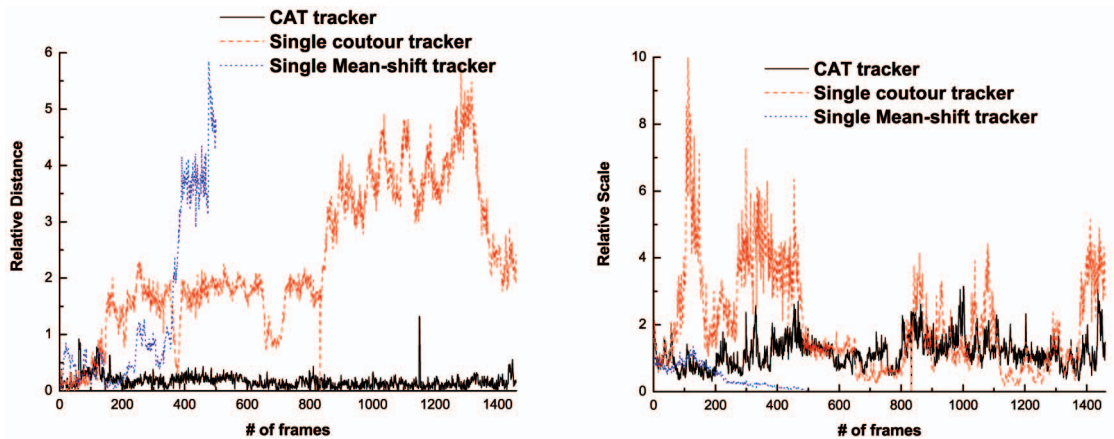 CAT tracker
Single coutour tracker
Single Mean-shift tracker
6
5
4
3
2
1
0
Relative Distance
0 200 400 600 800 1000 1200 1400
# of frames
CAT tracker
Single coutour tracker
Single Mean-shift tracker
10
8
6
4
2
0
Relative Scale
0 200 400 600 800 1000 1200 1400
# of frames